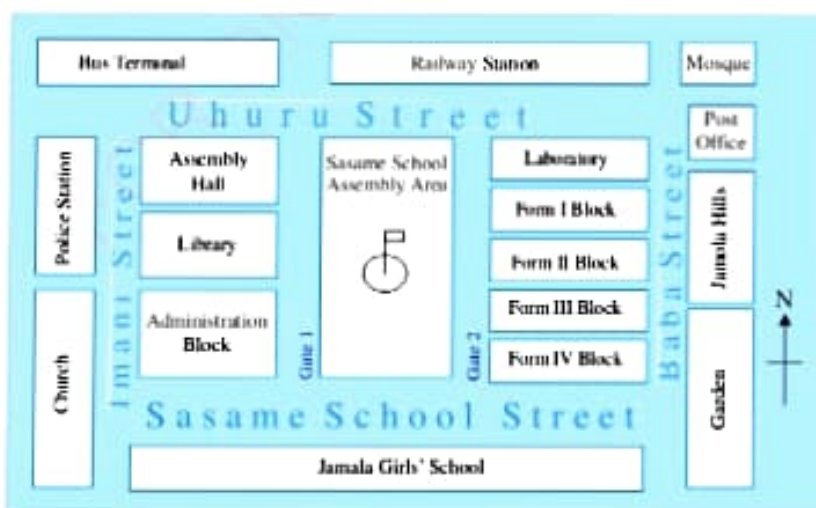 Bus Terminal
Railway Station
Mosque
Uhuru Street
Post
Office
Police Station
Imani Street
Assembly
Hall
Library
Administration
Block
Church
Sasame School
Assembly Area
Gate 1
Gate 2
Laboratory
Form I Block
Form II Block
Form III Block
Form IV Block
Baba Street
Jamola Hills
Garden
N
Sasame School Street
Jamala Girls' School